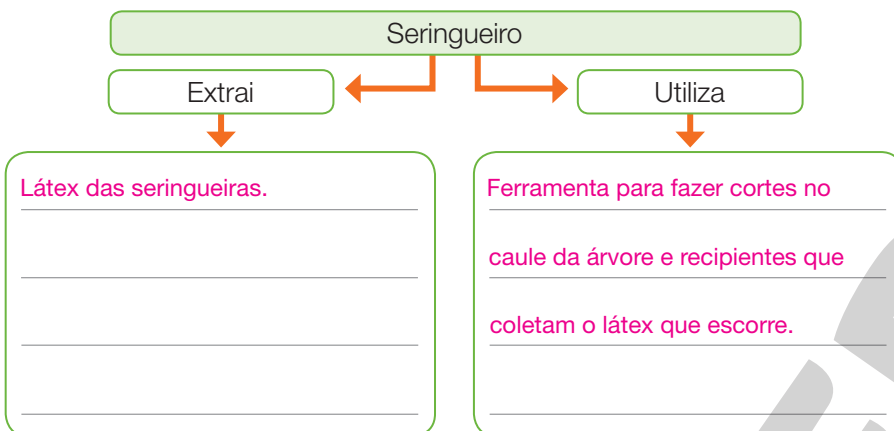 Seringueiro
Extrai
Utiliza
Látex das seringueiras.
Ferramenta para fazer cortes no
caule da árvore e recipientes que
coletam o látex que escorre.